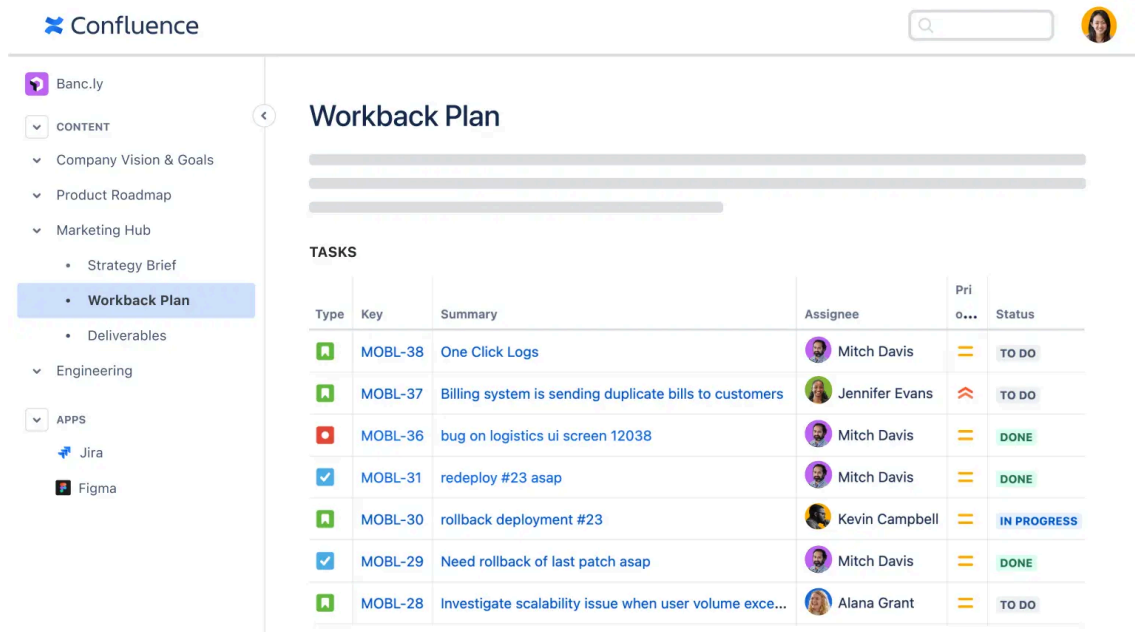 Confluence
Banc.ly
CONTENT
Company Vision & Goals
Product Roadmap
Marketing Hub
Strategy Brief
Workback Plan
Deliverables
Engineering
APPS
Jira
Figma
Workback Plan
TASKS
Type Key Summary Assignee Prio... Status
MOBL-38 One Click Logs Mitch Davis TO DO
MOBL-37 Billing system is sending duplicate bills to customers Jennifer Evans TO DO
MOBL-36 bug on logistics ui screen 12038 Mitch Davis DONE
MOBL-31 redeploy #23 asap Mitch Davis DONE
MOBL-30 rollback deployment #23 Kevin Campbell IN PROGRESS
MOBL-29 Need rollback of last patch asap Mitch Davis DONE
MOBL-28 Investigate scalability issue when user volume exce... Alana Grant TO DO